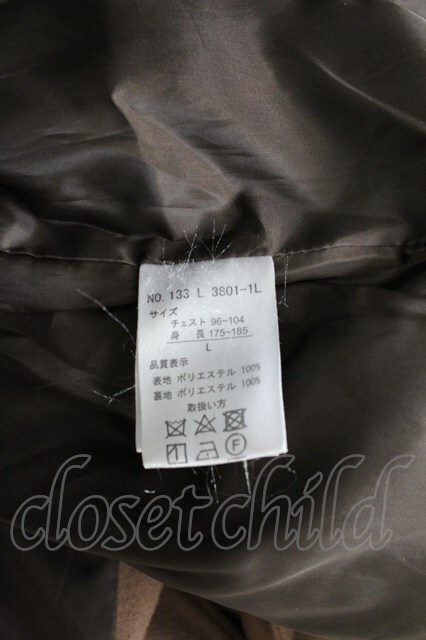 NO. 133 L 3801-1L
サイズ
チェスト 96~104
身 長 175~185
L
品質表示
表地 ポリエステル 100%
裏地 ポリエステル 100%
取扱い方
F
closet child